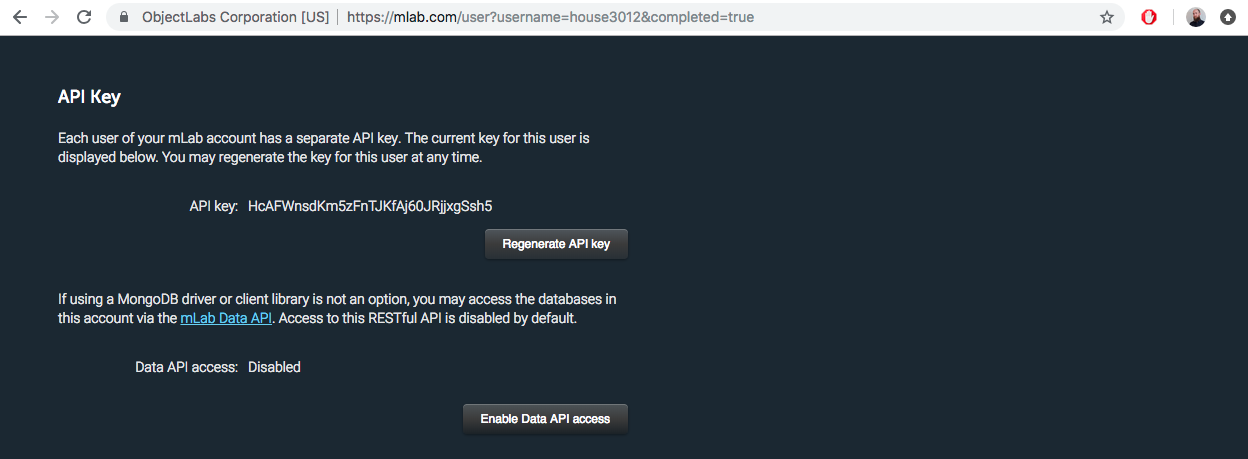 ObjectLabs Corporation [US] https://mlab.com/user?username=house3012&completed=true
API Key
Each user of your mLab account has a separate API key. The current key for this user is
displayed below. You may regenerate the key for this user at any time.
API key: HcAFWnsdKm5zFnTJKfAj60JRjjxgSsh5
Regenerate API key
If using a MongoDB driver or client library is not an option, you may access the databases in
this account via the mLab Data API. Access to this RESTful API is disabled by default.
Data API access: Disabled
Enable Data API access